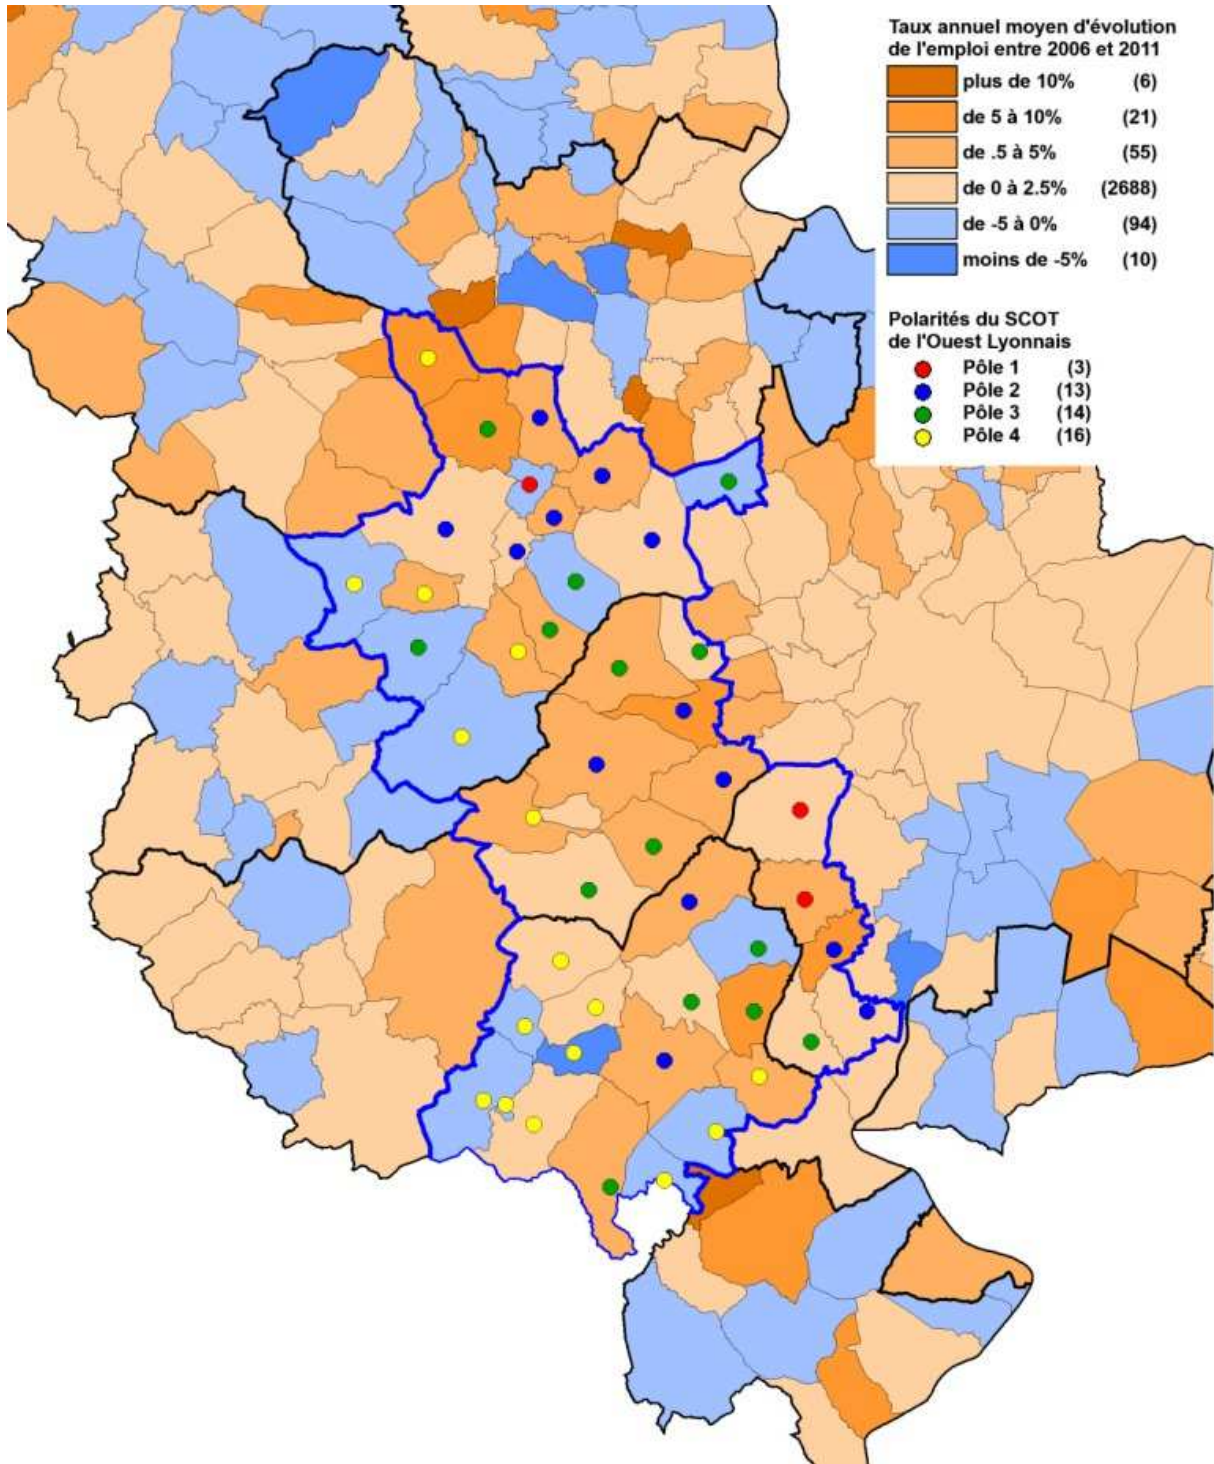 Taux annuel moyen d'évolution
de l'emploi entre 2006 et 2011
plus de 10% (6)
de 5 à 10% (21)
de .5 à 5% (55)
de 0 à 2.5% (2688)
de -5 à 0% (94)
moins de -5% (10)
Polarités du SCOT
de l'Ouest Lyonnais
Pôle 1 (3)
Pôle 2 (13)
Pôle 3 (14)
Pôle 4 (16)